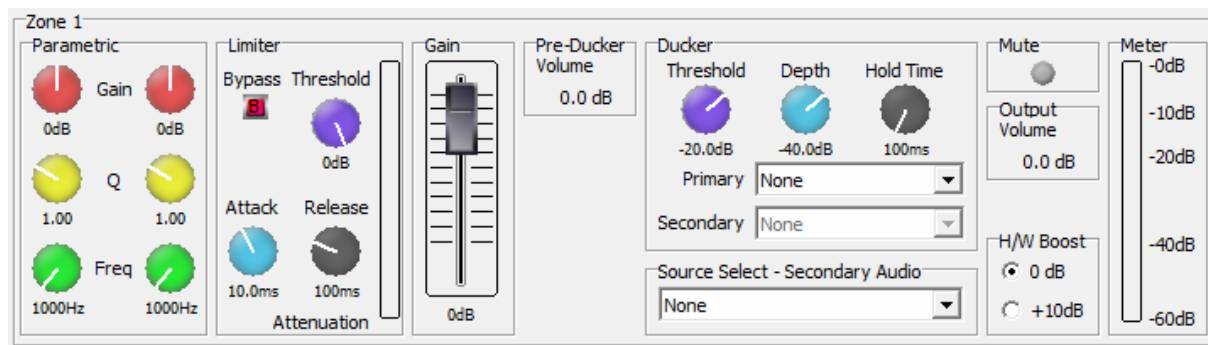 Zone 1
Parametric
Gain
0dB 0dB
Q
1.00 1.00
Freq
1000Hz 1000Hz
Limiter
Bypass Threshold
B
0dB
Attack Release
10.0ms 100ms
Attenuation
Gain
0dB
Pre-Ducker
Volume
0.0 dB
Ducker
Threshold Depth Hold Time
-20.0dB -40.0dB 100ms
Primary None
Secondary None
Source Select - Secondary Audio
None
Mute
Output
Volume
0.0 dB
H/W Boost
0 dB
+10dB
Meter
-0dB
-10dB
-20dB
-40dB
-60dB